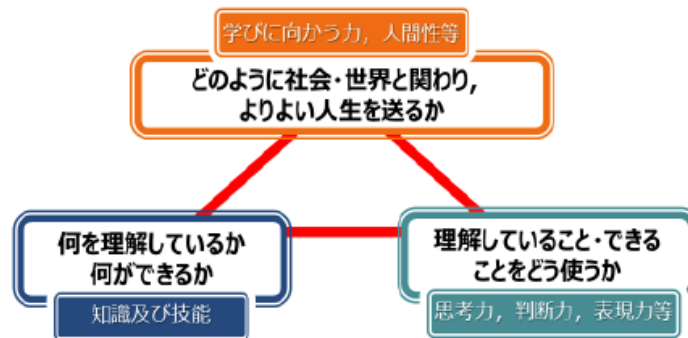 学びに向かう力，人間性等
どのように社会・世界と関わり，
よりよい人生を送るか
何を理解しているか
何ができるか
知識及び技能
理解していること・できる
ことをどう使うか
思考力，判断力，表現力等